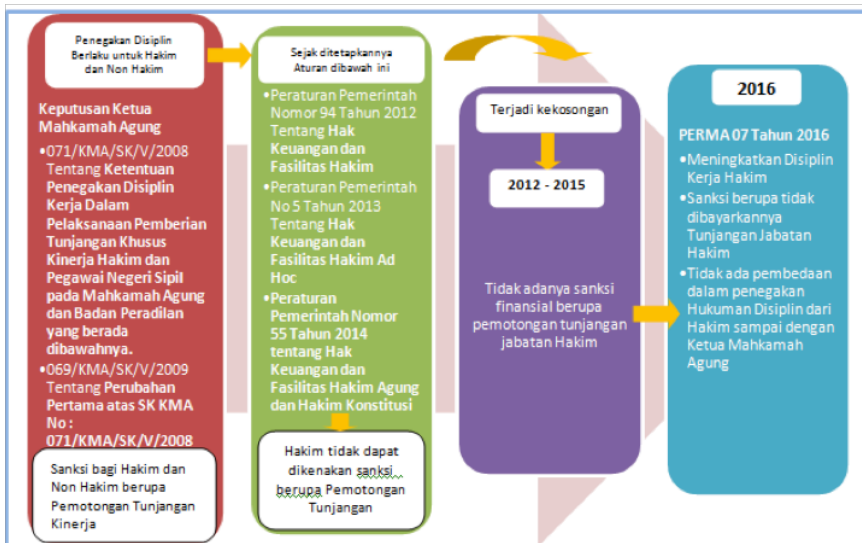 Penegakan Disiplin
Berlaku untuk Hakim
dan Non Hakim
Keputusan Ketua
Mahkamah Agung
•071/KMA/SK/V/2008
Tentang Ketentuan
Penegakan Disiplin
Kerja Dalam
Pelaksanaan Pemberian
Tunjangan Khusus
Kinerja Hakim dan
Pegawai Negeri Sipil
pada Mahkamah Agung
dan Badan Peradilan
yang berada
dibawahnya.
•069/KMA/SK/V/2009
Tentang Perubahan
Pertama atas SK KMA
No :
071/KMA/SK/V/2008
Sanksi bagi Hakim dan
Non Hakim berupa
Pemotongan Tunjangan
Kinerja
Sejak ditetapkannya
Aturan dibawah ini
•Peraturan Pemerintah
Nomor 94 Tahun 2012
Tentang Hak
Keuangan dan
Fasilitas Hakim
•Peraturan Pemerintah
No 5 Tahun 2013
Tentang Hak
Keuangan dan
Fasilitas Hakim Ad
Hoc
•Peraturan
Pemerintah Nomor
55 Tahun 2014
tentang Hak
Keuangan dan
Fasilitas Hakim Agung
dan Hakim Konstitusi
Hakim tidak dapat
dikenakan sanksi
berupa Pemotongan
Tunjangan
Terjadi kekosongan
2012 - 2015
Tidak adanya sanksi
finansial berupa
pemotongan tunjangan
jabatan Hakim
2016
PERMA 07 Tahun 2016
•Meningkatkan Disiplin
Kerja Hakim
•Sanksi berupa tidak
dibayarkannya
Tunjangan Jabatan
Hakim
•Tidak ada pembedaan
dalam penegakan
Hukuman Disiplin dari
Hakim sampai dengan
Ketua Mahkamah
Agung